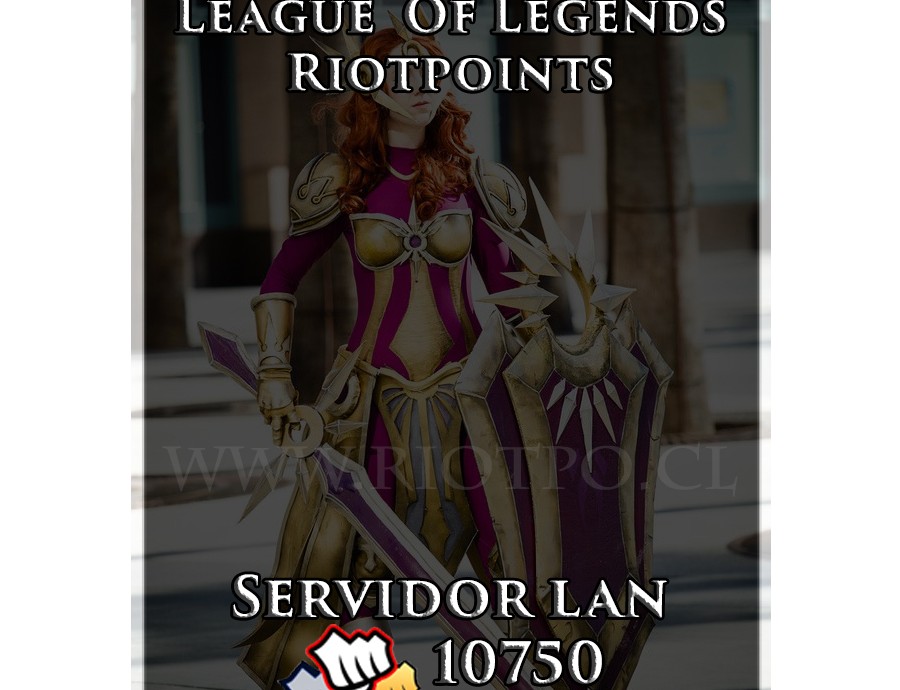 LEAGUE OF LEGENDS
RIOTPOINTS
WWW.RIOTPO.CL
SERVIDOR LAN
10750